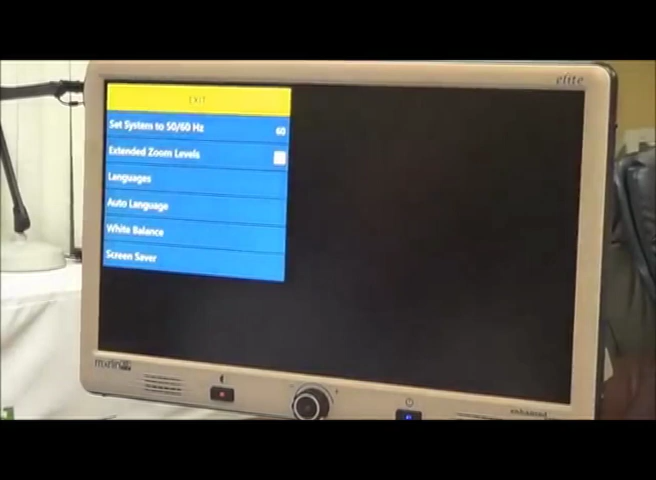 elite
EXIT
Set System to 50/60 Hz 60
Extended Zoom Levels
Languages
Auto Language
White Balance
Screen Saver
merlin
enhanced